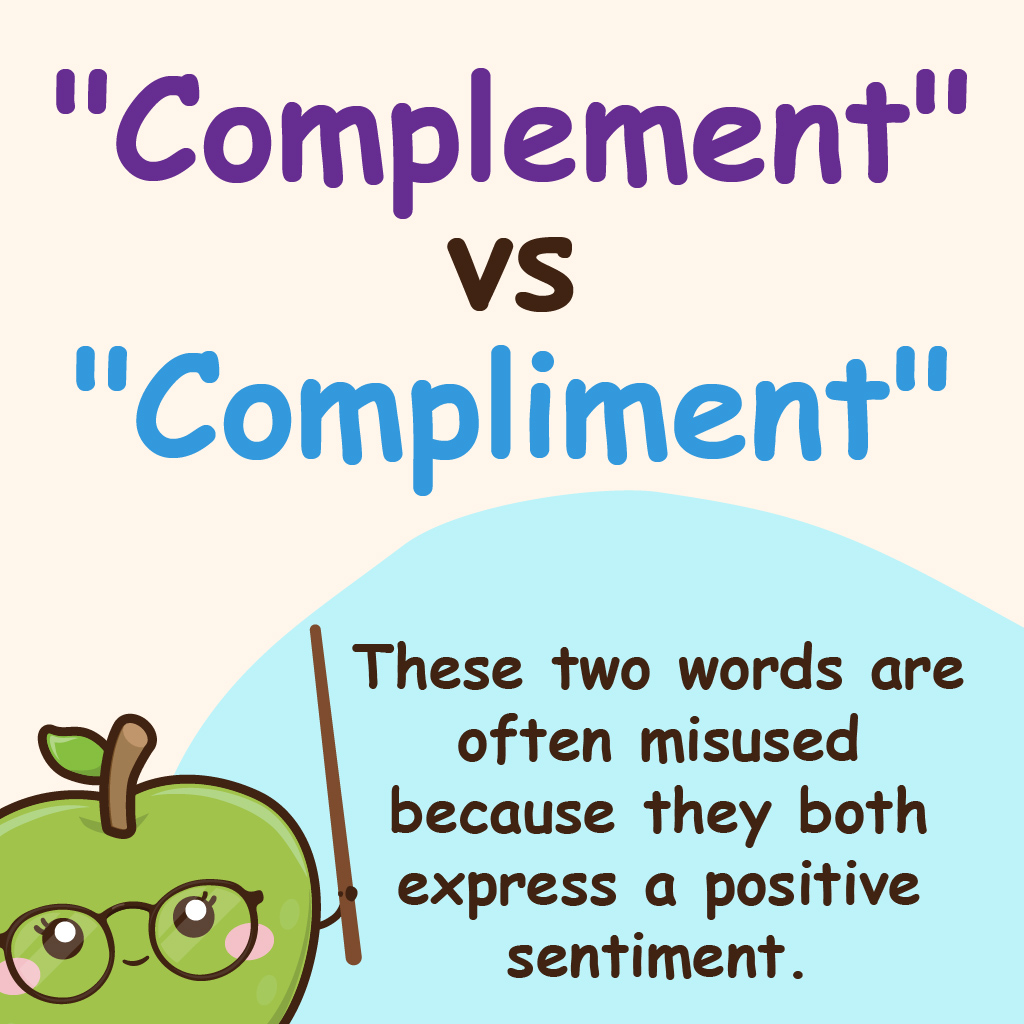 "Complement"
vs
"Compliment"
These two words are
often misused
because they both
express a positive
sentiment.